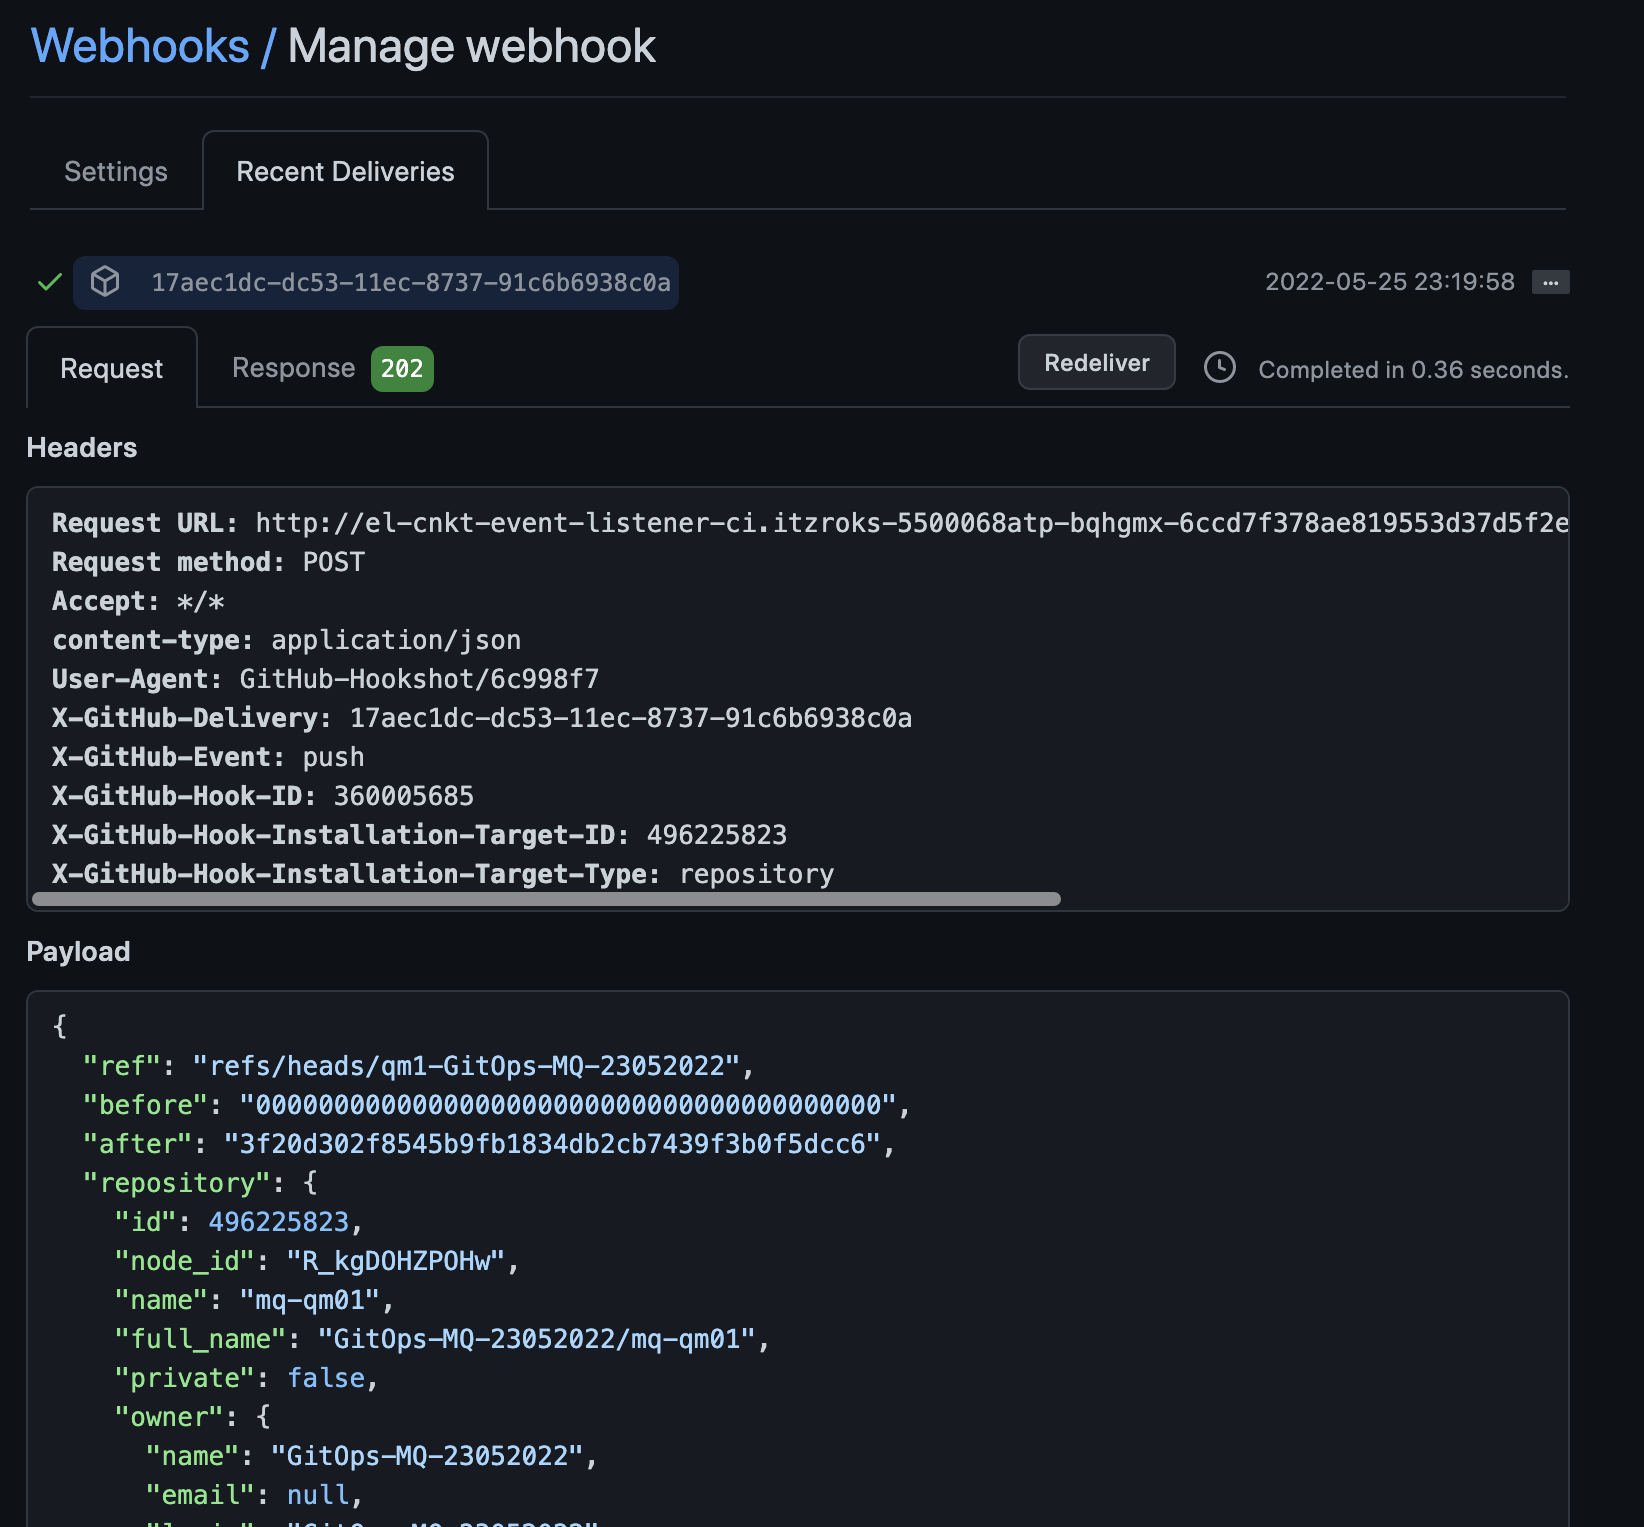 Webhooks / Manage webhook
Settings
Recent Deliveries
17aec1dc-dc53-11ec-8737-91c6b6938c0a
2022-05-25 23:19:58
...
Request
Response 202
Redeliver
Completed in 0.36 seconds.
Headers
Request URL: http://el-cnkt-event-listener-ci.itzroks-5500068atp-bqhgmx-6ccd7f378ae819553d37d5f2e
Request method: POST
Accept: */*
content-type: application/json
User-Agent: GitHub-Hookshot/6c998f7
X-GitHub-Delivery: 17aec1dc-dc53-11ec-8737-91c6b6938c0a
X-GitHub-Event: push
X-GitHub-Hook-ID: 360005685
X-GitHub-Hook-Installation-Target-ID: 496225823
X-GitHub-Hook-Installation-Target-Type: repository
Payload
{
"ref": "refs/heads/qm1-GitOps-MQ-23052022",
"before": "0000000000000000000000000000000000000000",
"after": "3f20d302f8545b9fb1834db2cb7439f3b0f5dcc6",
"repository": {
"id": 496225823,
"node_id": "R_kgDOHZPOHw",
"name": "mq-qm01",
"full_name": "GitOps-MQ-23052022/mq-qm01",
"private": false,
"owner": {
"name": "GitOps-MQ-23052022",
"email": null,